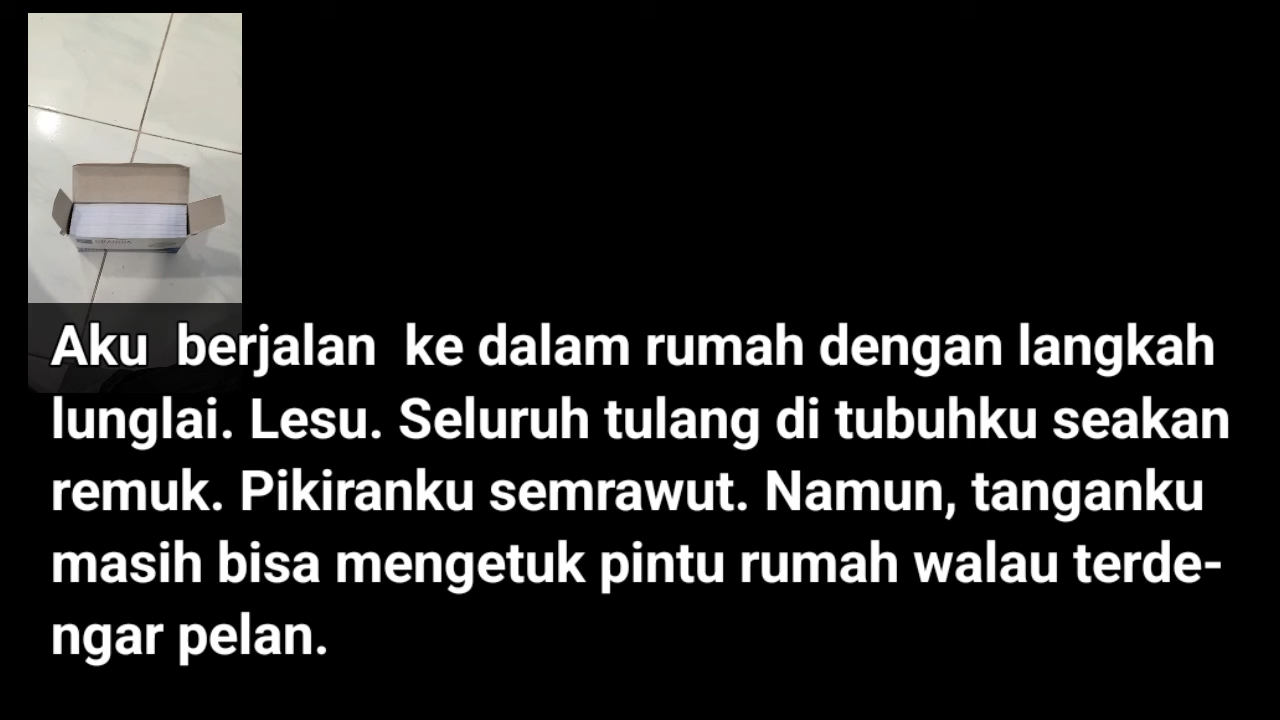 Aku berjalan ke dalam rumah dengan langkah
lunglai. Lesu. Seluruh tulang di tubuhku seakan
remuk. Pikiranku semrawut. Namun, tanganku
masih bisa mengetuk pintu rumah walau terde-
ngar pelan.